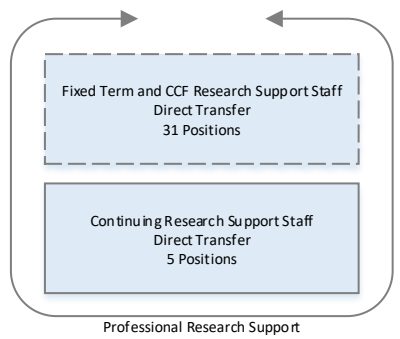 Fixed Term and CCF Research Support Staff
Direct Transfer
31 Positions
Continuing Research Support Staff
Direct Transfer
5 Positions
Professional Research Support